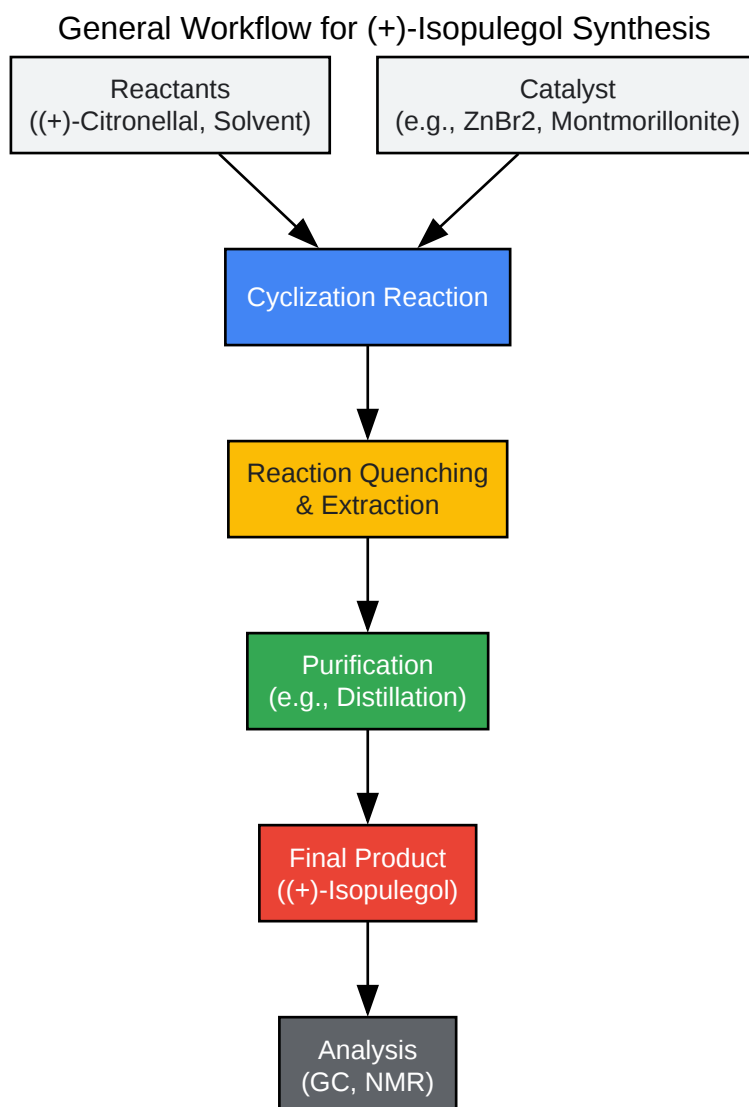 General Workflow for (+)-Isopulegol Synthesis
Reactants
((+)-Citronellal, Solvent)
Catalyst
(e.g., ZnBr2, Montmorillonite)
Cyclization Reaction
Reaction Quenching
& Extraction
Purification
(e.g., Distillation)
Final Product
((+)-Isopulegol)
Analysis
(GC, NMR)